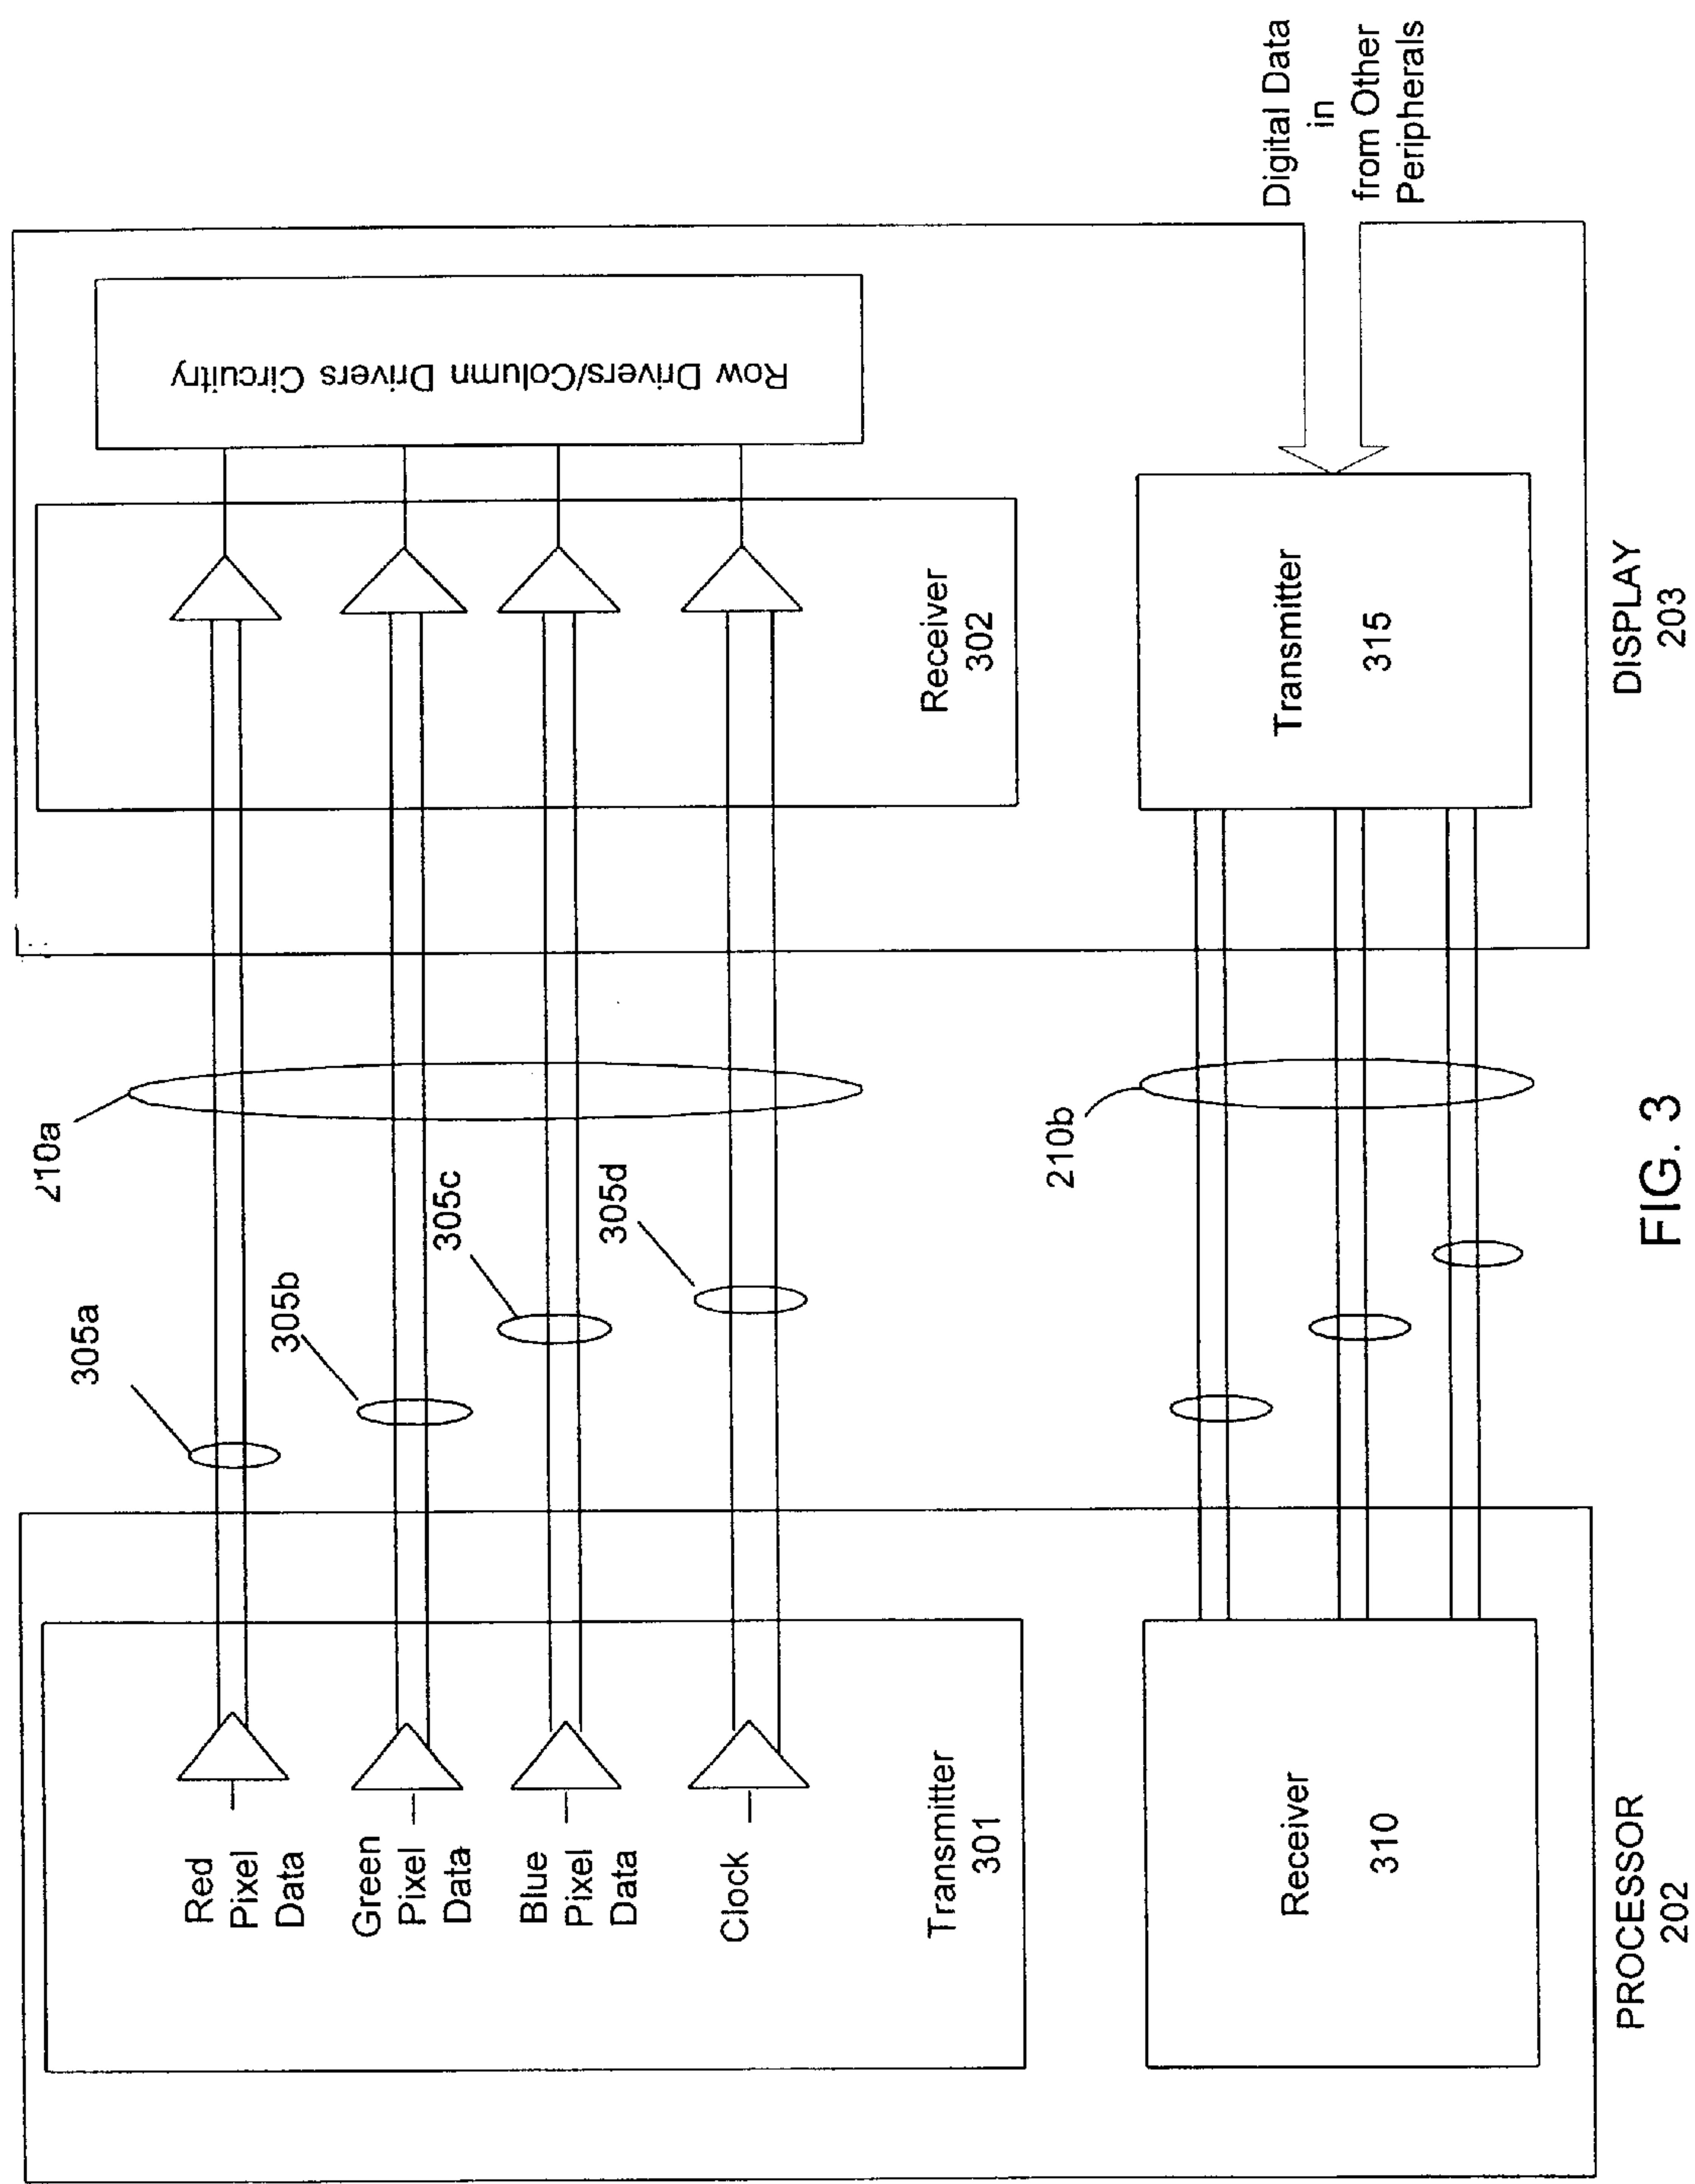 Red
Pixel
Data
Green
Pixel
Data
Blue
Pixel
Data
Clock
Transmitter
301
Receiver
310
PROCESSOR
202
305a
305b
305c
305d
210a
210b
Receiver
302
Row Drivers/Column Drivers Circuitry
Transmitter
315
DISPLAY
203
Digital Data
in
from Other
Peripherals
FIG. 3